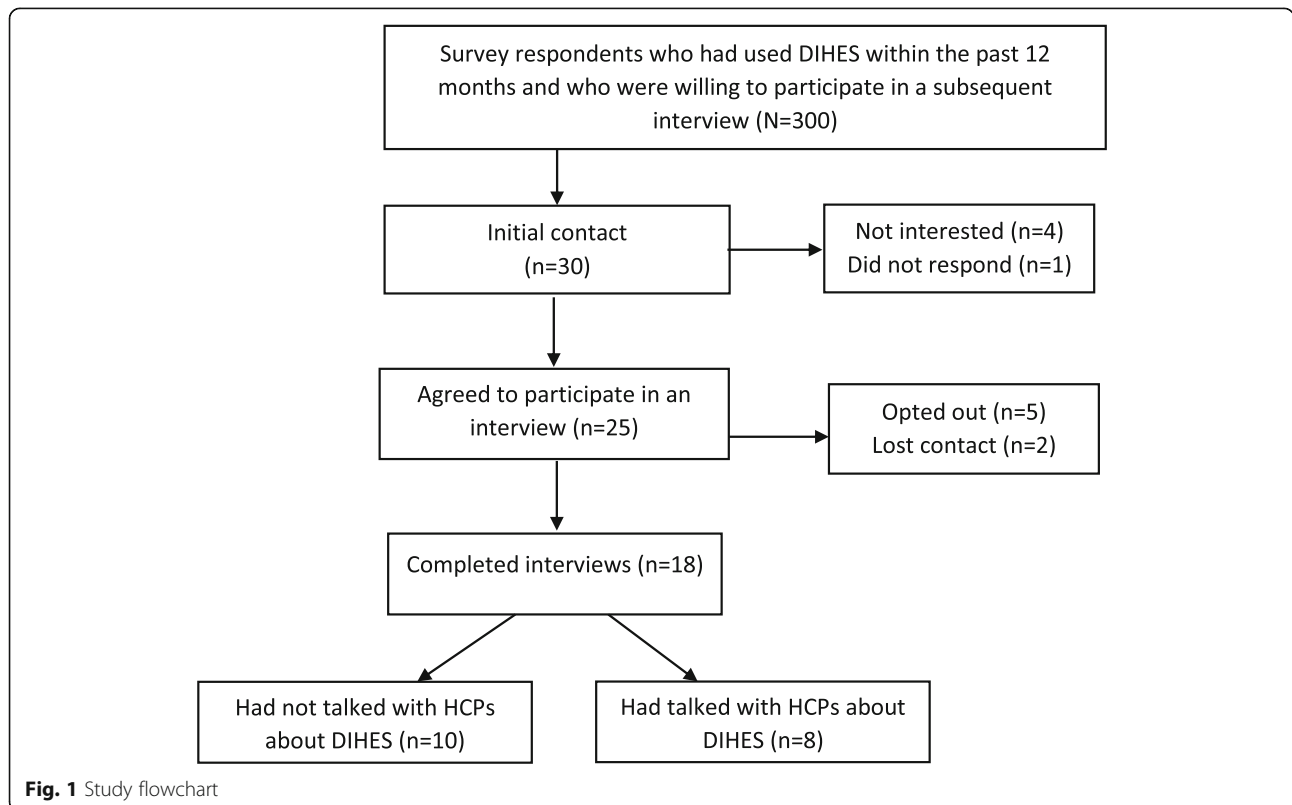 Survey respondents who had used DIHES within the past 12
months and who were willing to participate in a subsequent
interview (N=300)
Initial contact
(n=30)
Not interested (n=4)
Did not respond (n=1)
Agreed to participate in an
interview (n=25)
Opted out (n=5)
Lost contact (n=2)
Completed interviews (n=18)
Had not talked with HCPs
about DIHES (n=10)
Had talked with HCPs about
DIHES (n=8)
Fig. 1 Study flowchart